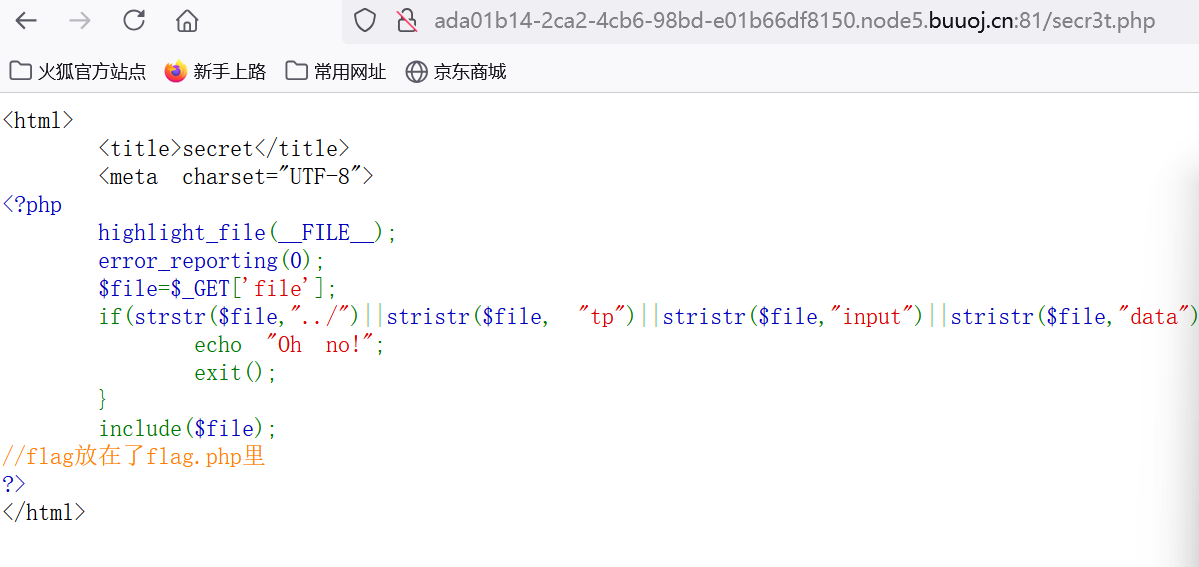 ada01b14-2ca2-4cb6-98bd-e01b66df8150.node5.buuoj.cn:81/secr3t.php
火狐官方站点 新手上路 常用网址 京东商城
<html>
<title>secret</title>
<meta charset="UTF-8">
<?php
highlight_file(__FILE__);
error_reporting(0);
$file=$_GET['file'];
if(strstr($file,"../")||stristr($file, "tp")||stristr($file,"input")||stristr($file,"data")
echo "Oh no!";
exit();
}
include($file);
//flag放在了flag.php里
?>
</html>